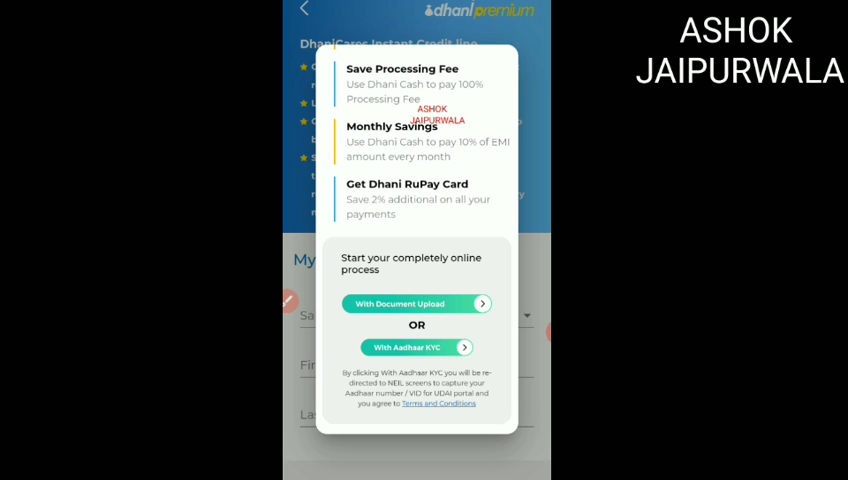 dhani premium
ASHOK
JAIPURWALA
DhaniCares Instant Credit line
Save Processing Fee
Use Dhani Cash to pay 100%
Processing Fee
ASHOK
JAIPURWALA
Monthly Savings
Use Dhani Cash to pay 10% of EMI
amount every month
Get Dhani RuPay Card
Save 2% additional on all your
payments
My
Start your completely online
process
With Document Upload
Sa
OR
With Aadhaar KYC
Fir
By clicking With Aadhaar KYC you will be re-
directed to NEIL screens to capture your
Aadhaar number / VID for UDAI portal and
you agree to Terms and Conditions
Las